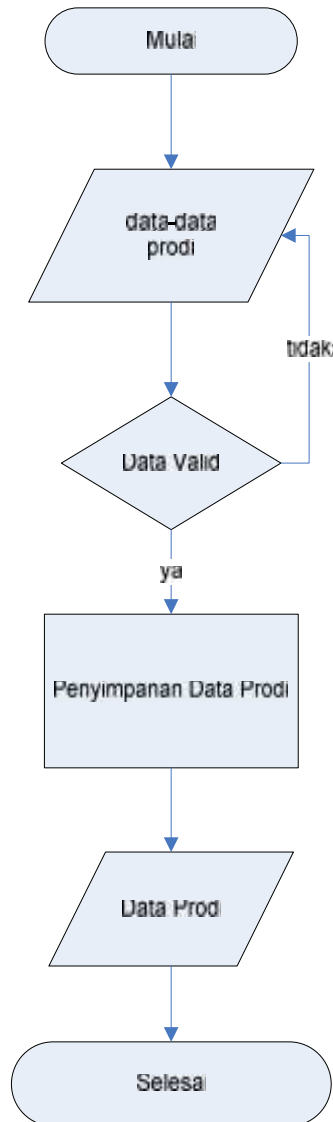 Mulai
data-data
prodi
tidak
Data Valid
ya
Penyimpanan Data Prodi
Data Prodi
Selesai